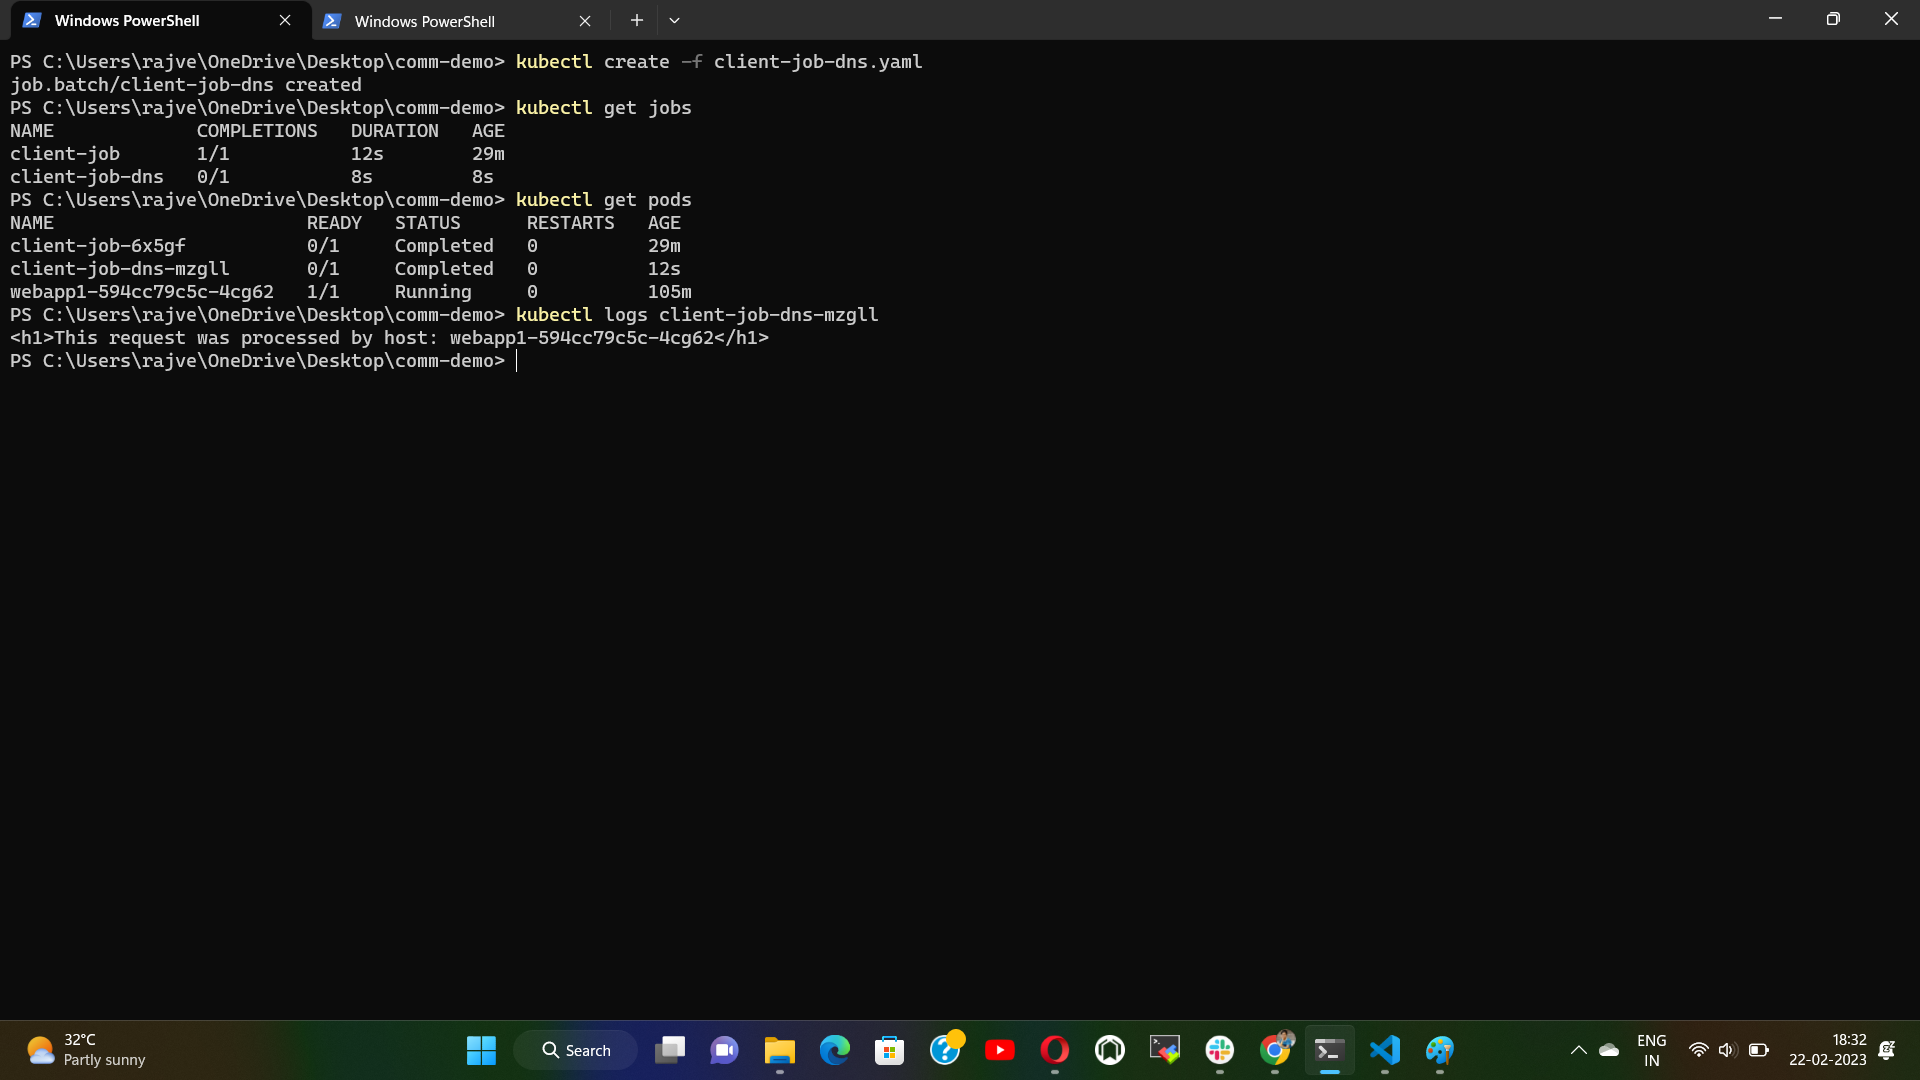 Windows PowerShell
Windows PowerShell
PS C:\Users\rajve\OneDrive\Desktop\comm-demo> kubectl create -f client-job-dns.yaml
job.batch/client-job-dns created
PS C:\Users\rajve\OneDrive\Desktop\comm-demo> kubectl get jobs
NAME             COMPLETIONS   DURATION   AGE
client-job       1/1           12s        29m
client-job-dns   0/1           8s         8s
PS C:\Users\rajve\OneDrive\Desktop\comm-demo> kubectl get pods
NAME                       READY   STATUS      RESTARTS   AGE
client-job-6x5gf           0/1     Completed   0          29m
client-job-dns-mzgll       0/1     Completed   0          12s
webapp1-594cc79c5c-4cg62   1/1     Running     0          105m
PS C:\Users\rajve\OneDrive\Desktop\comm-demo> kubectl logs client-job-dns-mzgll
<h1>This request was processed by host: webapp1-594cc79c5c-4cg62</h1>
PS C:\Users\rajve\OneDrive\Desktop\comm-demo>
32°C
Partly sunny
Search
ENG
IN
18:32
22-02-2023